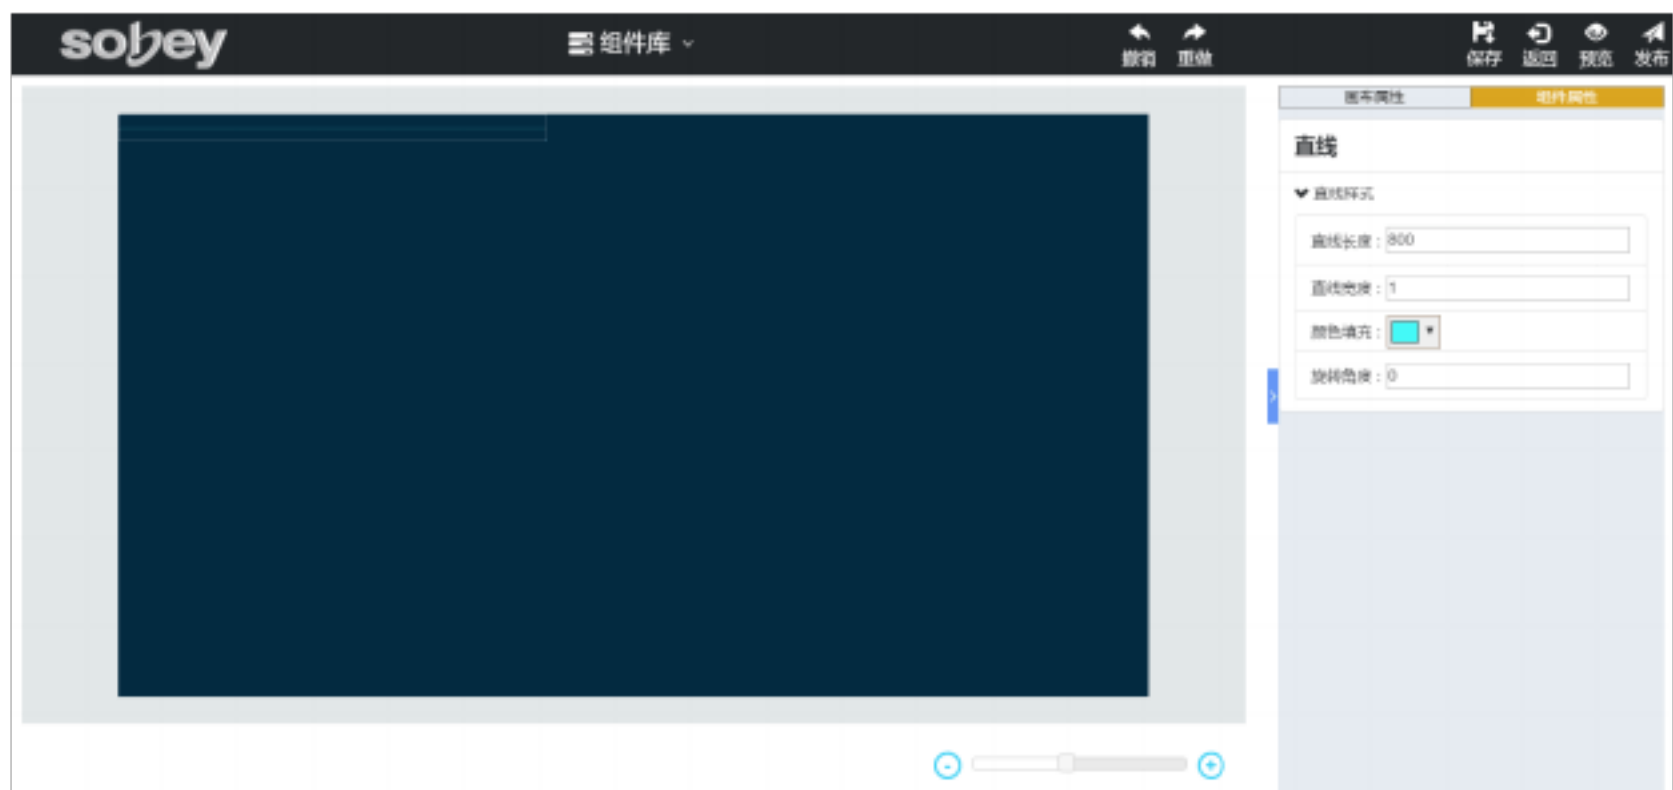 sobey
组件库
撤销 重做
保存 返回 预览 发布
画布属性 组件属性
直线
直线样式
直线长度：800
直线宽度：1
颜色填充：
旋转角度：0